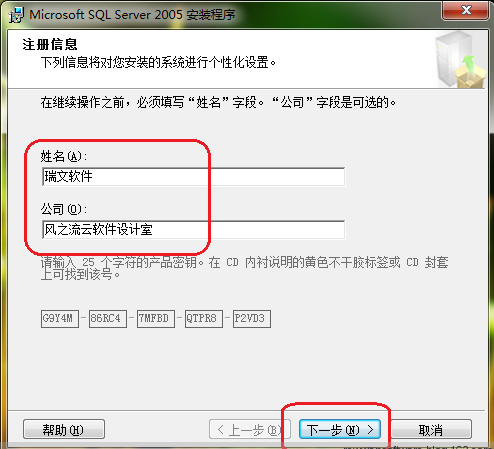 Microsoft SQL Server 2005 安装程序
注册信息
下列信息将对您安装的系统进行个性化设置。
在继续操作之前，必须填写“姓名”字段。“公司”字段是可选的。
姓名(A):
瑞文软件
公司(O):
风之流云软件设计室
请输入 25 个字符的产品密钥。在 CD 内衬说明的黄色不干胶标签或 CD 封套
上可找到该号。
G9Y4M - 86RC4 - 7MFBD - QTPR8 - P2VD3
帮助(H) < 上一步(B) 下一步(N) > 取消